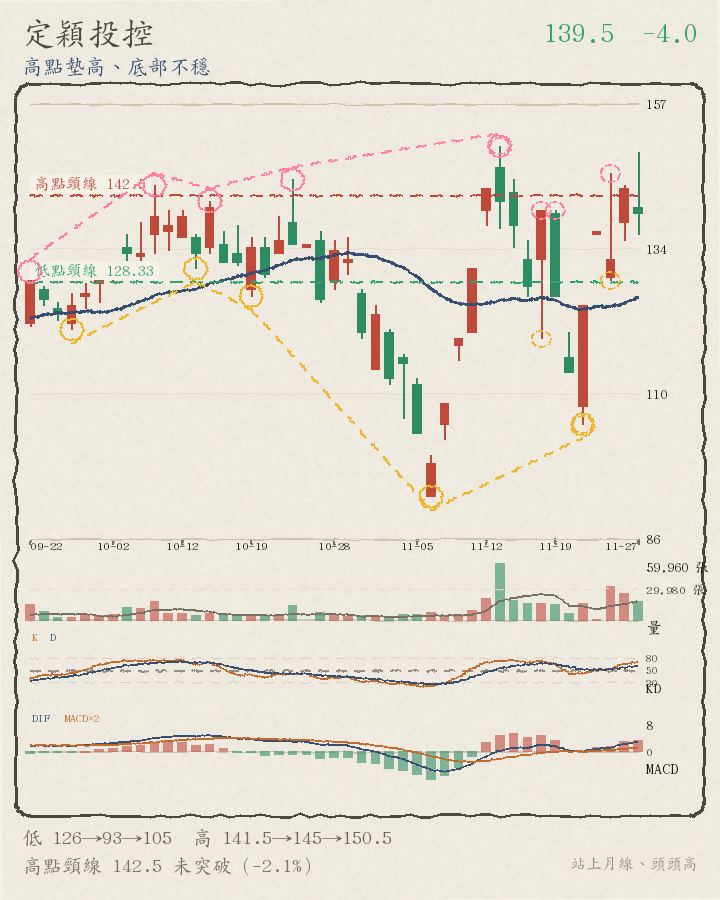 定穎投控
139.5 -4.0
高點墊高、底部不穩
157
高點頸線 142.5
134
低點頸線 128.33
110
86
09-22 10-02 10-12 10-19 10-28 11-05 11-12 11-19 11-27
59,960 張
29,980 張
量
K D
80
50
20
KD
DIF MACD×2
8
0
MACD
低 126→93→105 高 141.5→145→150.5
高點頸線 142.5 未突破 (-2.1%)
站上月線、頭頭高